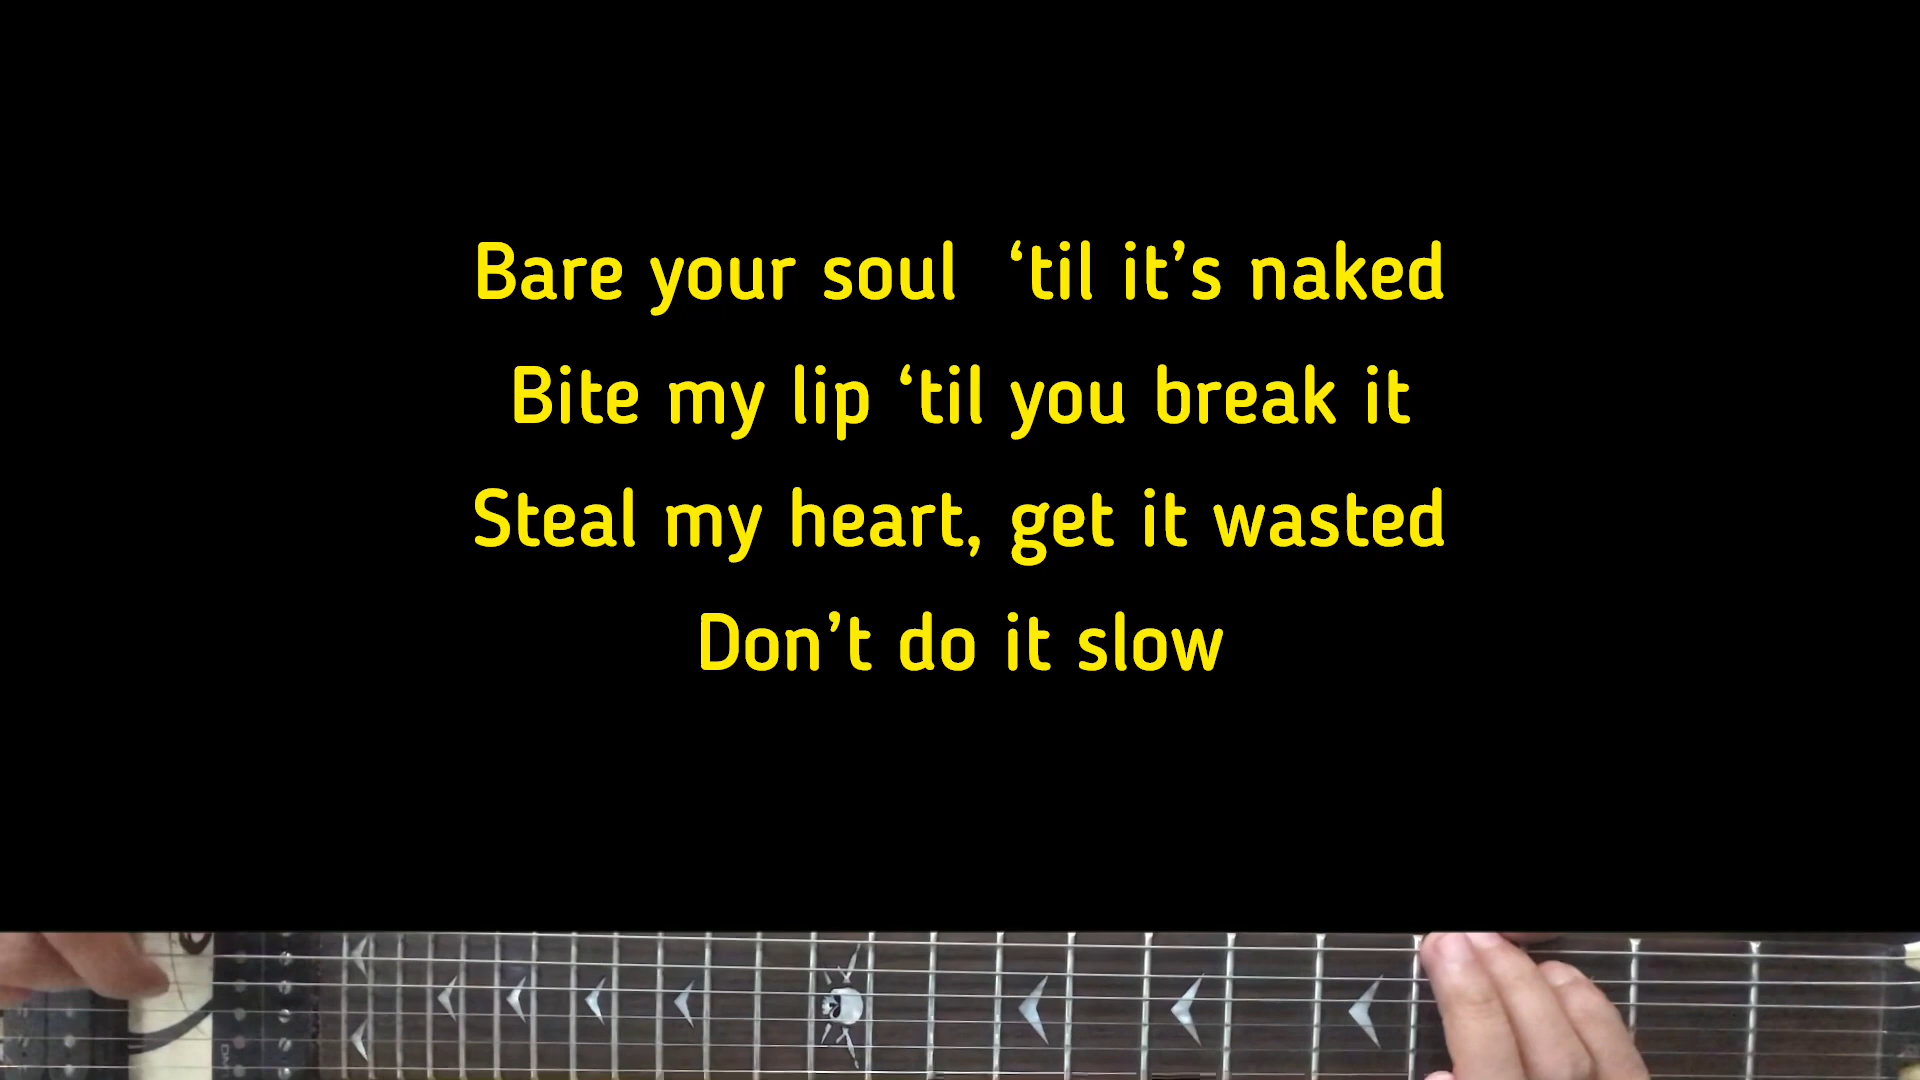 Bare your soul  ‘til it’s naked
Bite my lip ‘til you break it
Steal my heart, get it wasted
Don’t do it slow